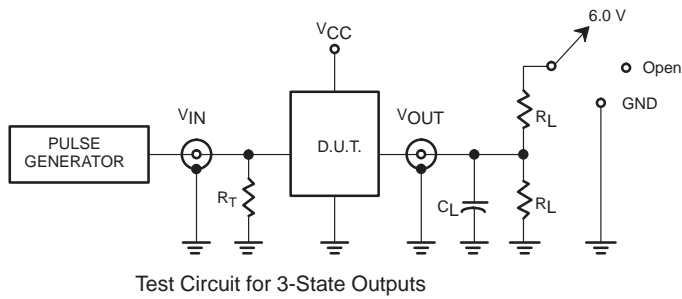 6.0 V
VCC
Open
VIN
VOUT
RL
GND
PULSE
GENERATOR
D.U.T.
RT
CL
RL
Test Circuit for 3-State Outputs